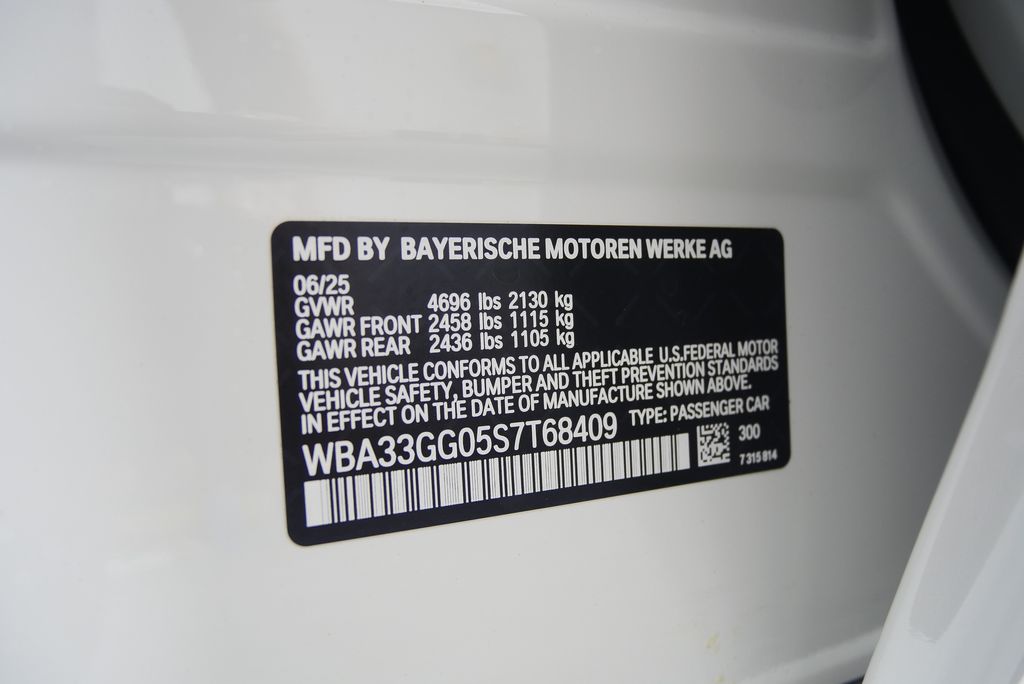 MFD BY BAYERISCHE MOTOREN WERKE AG
06/25
GVWR 4696 lbs 2130 kg
GAWR FRONT 2458 lbs 1115 kg
GAWR REAR 2436 lbs 1105 kg
THIS VEHICLE CONFORMS TO ALL APPLICABLE U.S.FEDERAL MOTOR
VEHICLE SAFETY, BUMPER AND THEFT PREVENTION STANDARDS
IN EFFECT ON THE DATE OF MANUFACTURE SHOWN ABOVE.
WBA33GG05S7T68409 TYPE: PASSENGER CAR
300
7 315 814